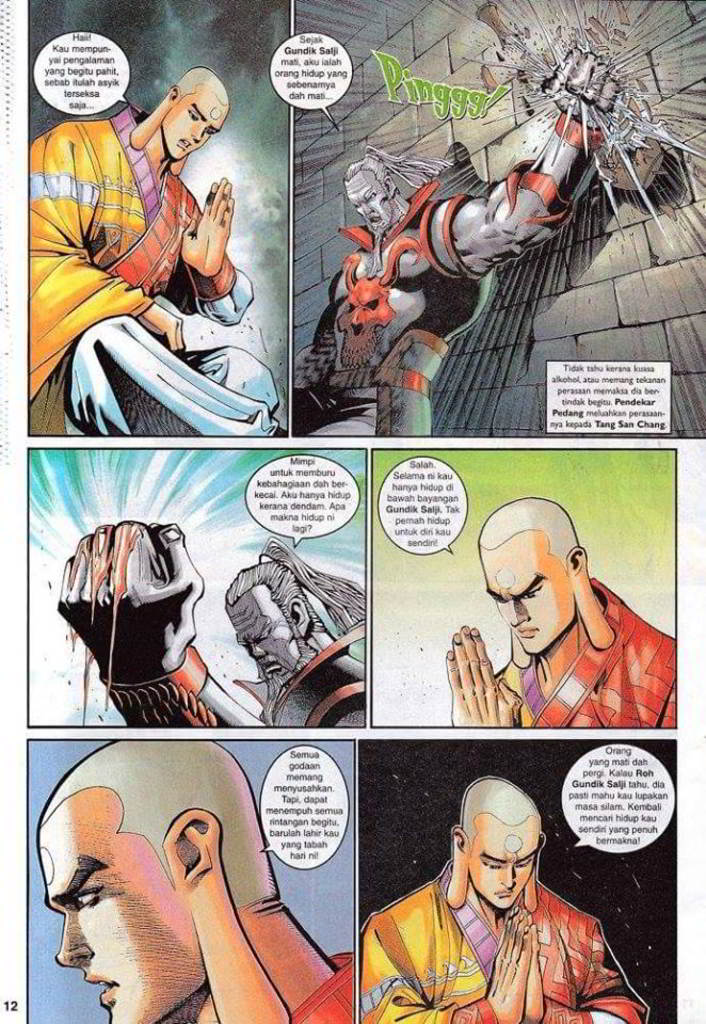 Haii!
Kau mempun-
yai pengalaman
yang begitu pahit,
sebab itulah asyik
terseksa
saja...
Sejak
Gundik Salji
mati, aku ialah
orang hidup yang
sebenarnya
dah mati...
Pinggg!
Tidak tahu kerana kuasa
alkohol, atau memang tekanan
perasaan memaksa dia ber-
tindak begitu. Pendekar
Pedang meluahkan perasaan-
nya kepada Tang San Chang.
Mimpi
untuk memburu
kebahagiaan dah ber-
kecai. Aku hanya hidup
kerana dendam. Apa
makna hidup ni
lagi?
Salah.
Selama ni kau
hanya hidup di
bawah bayangan
Gundik Salji. Tak
pernah hidup
untuk diri kau
sendiri!
Semua
godaan
memang
menyusahkan.
Tapi, dapat
menempuh semua
rintangan begitu,
barulah lahir kau
yang tabah
hari ni!
Orang
yang mati dah
pergi. Kalau Roh
Gundik Salji tahu, dia
pasti mahu kau lupakan
masa silam. Kembali
mencari hidup kau
sendiri yang penuh
bermakna!
12